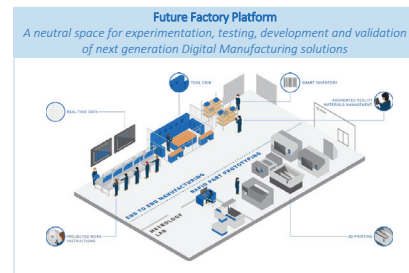 Future Factory Platform
A neutral space for experimentation, testing, development and validation
of next generation Digital Manufacturing solutions
TOOL CRIB
SMART INVENTORY
REAL-TIME DATA
AUGMENTED REALITY
MATERIALS MANAGEMENT
END TO END MANUFACTURING
RAPID PART PROTOTYPING
METROLOGY
LAB
PROJECTED WORK
INSTRUCTIONS
3D PRINTING